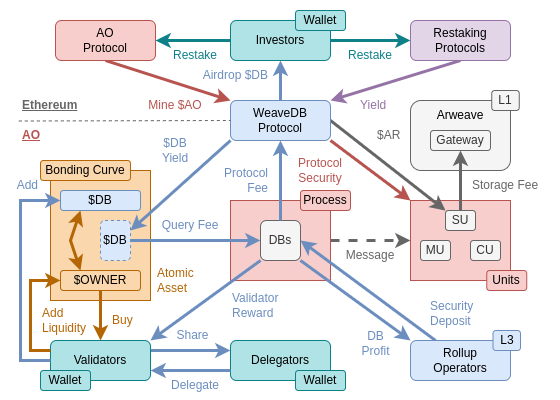 AO
Protocol
Wallet
Investors
Restaking
Protocols
Restake
Restake
Airdrop $DB
Mine $AO
Yield
Ethereum
AO
WeaveDB
Protocol
L1
Arweave
Gateway
$AR
$DB
Yield
Protocol
Fee
Protocol
Security
Storage Fee
Bonding Curve
Add
$DB
$DB
$OWNER
Query Fee
Process
DBs
Message
SU
MU
CU
Units
Atomic
Asset
Add
Liquidity
Buy
Validator
Reward
Security
Deposit
Share
DB
Profit
Validators
Wallet
Delegate
Delegators
Wallet
L3
Rollup
Operators